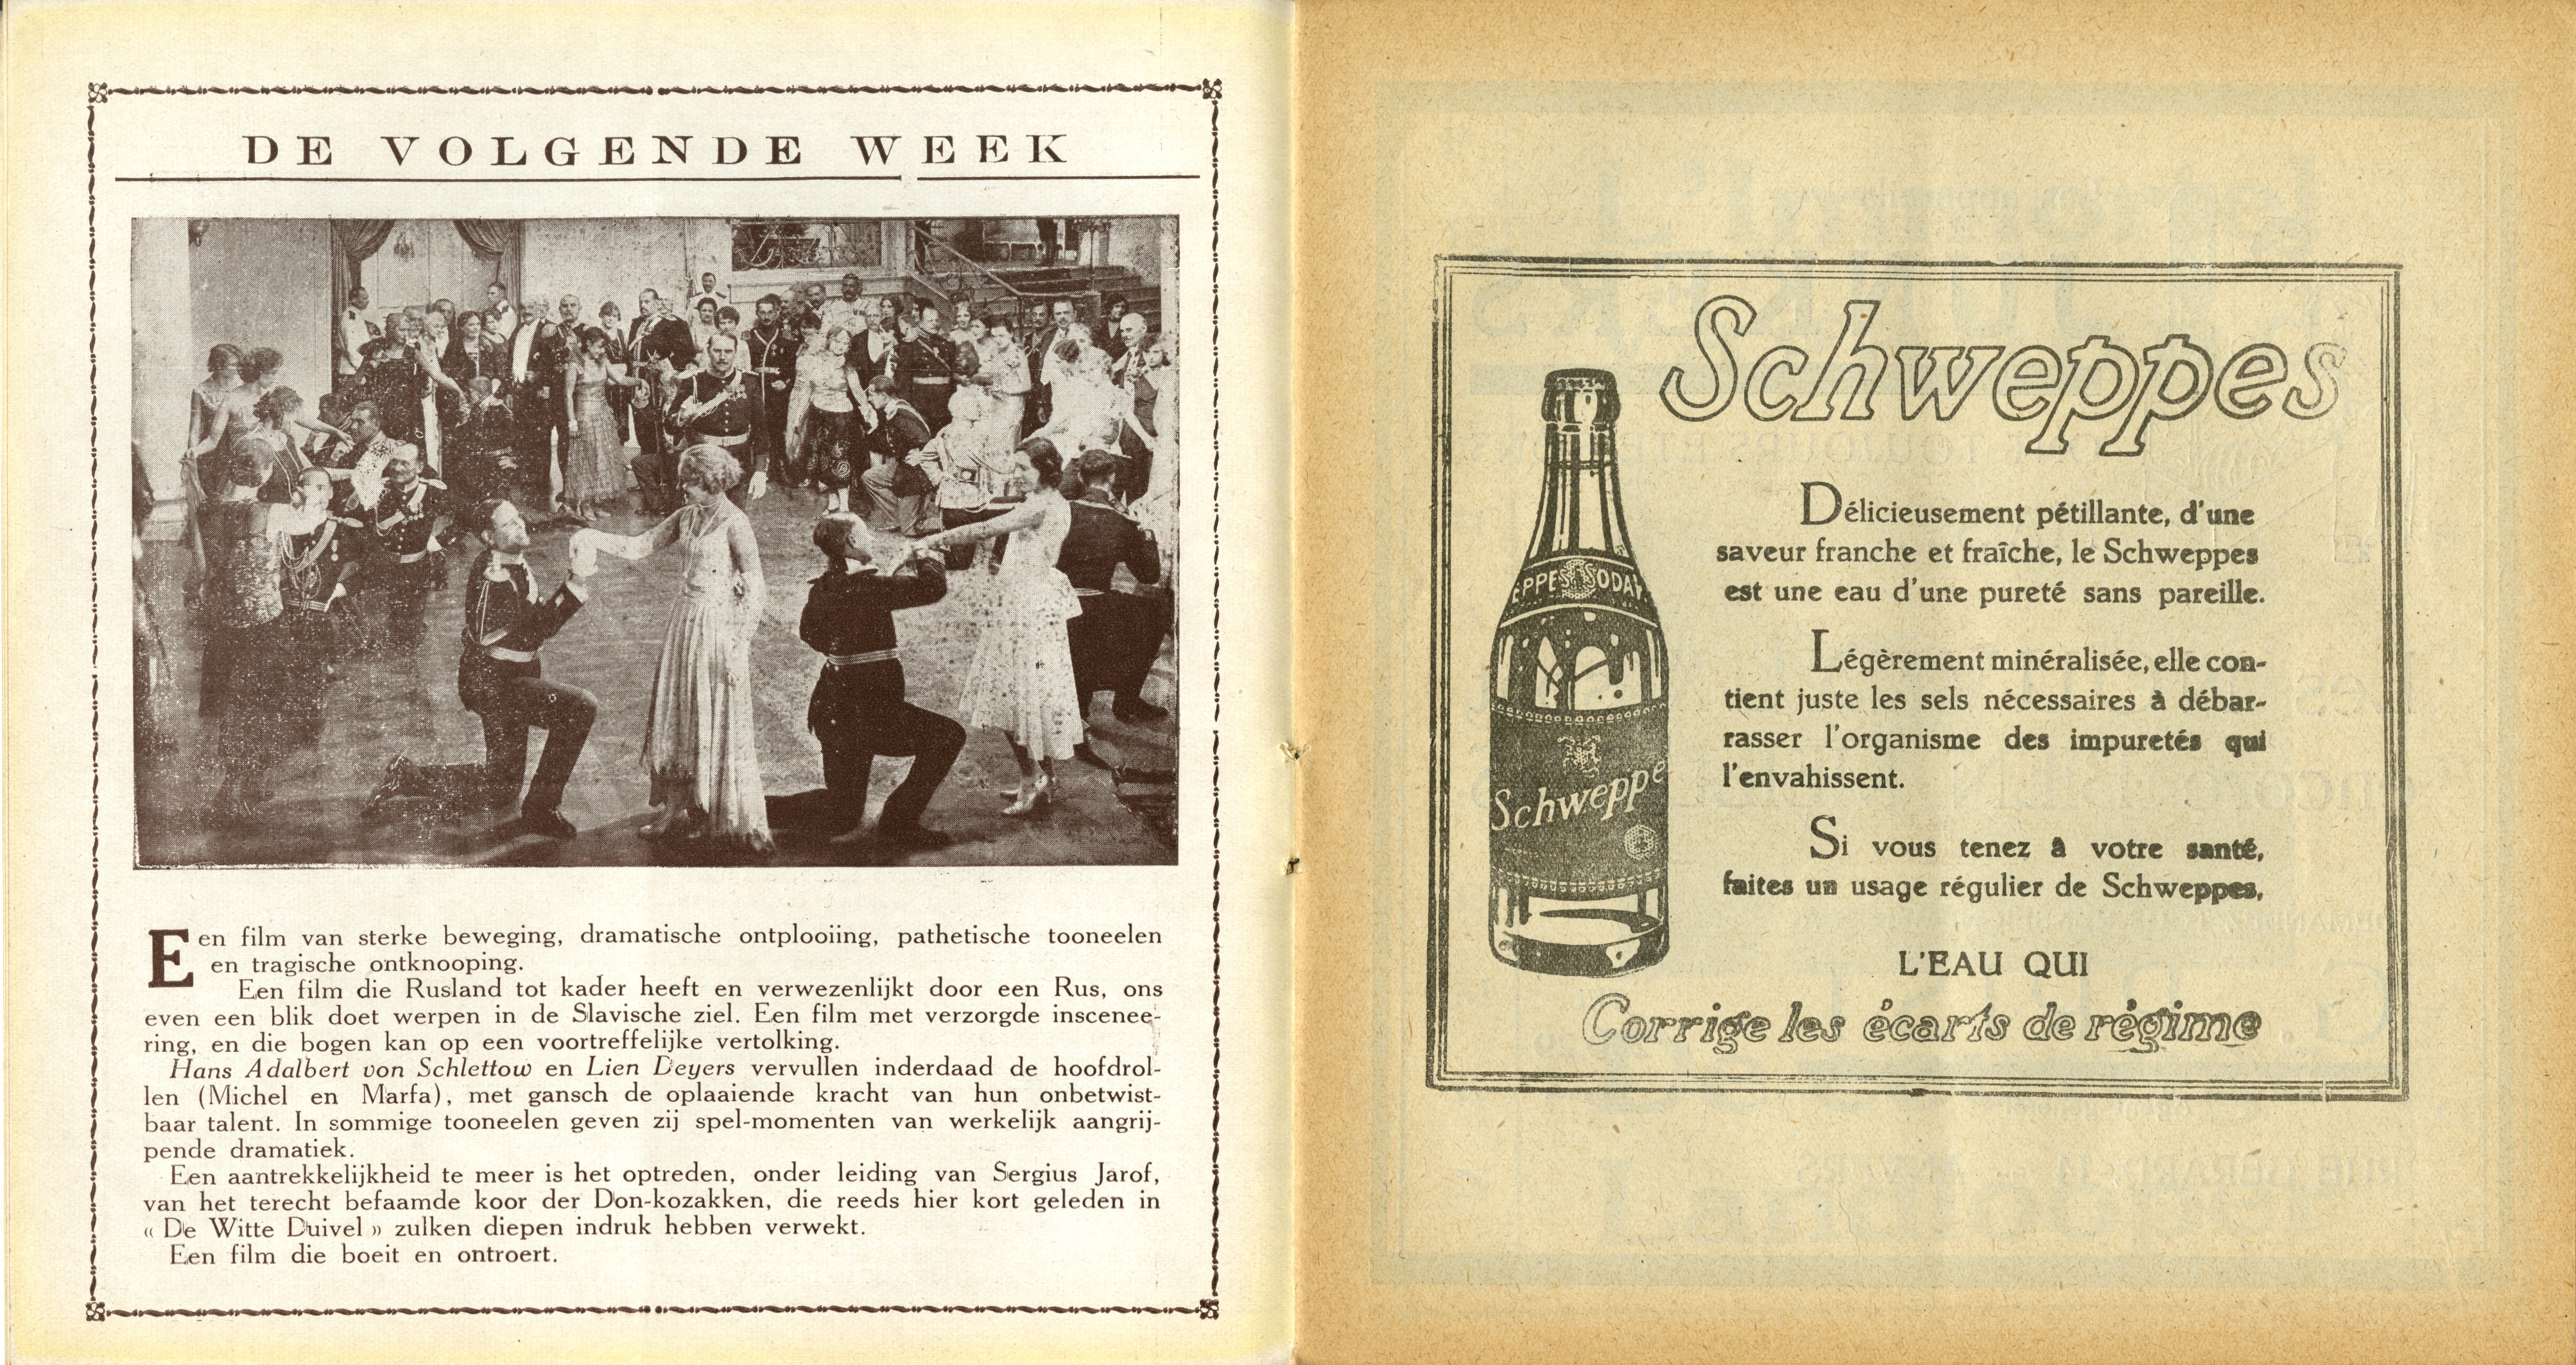 DE VOLGENDE WEEK
Een film van sterke beweging, dramatische ontplooiing, pathetische tooneelen
en tragische ontknooping.
Een film die Rusland tot kader heeft en verwezenlijkt door een Rus, ons
even een blik doet werpen in de Slavische ziel. Een film met verzorgde insceneе-
ring, en die bogen kan op een voortreffelijke vertolking.
Hans Adalbert von Schlettow en Lien Deyers vervullen inderdaad de hoofdrol-
len (Michel en Marfa), met gansch de oplaaiende kracht van hun onbetwist-
baar talent. In sommige tooneelen geven zij spel-momenten van werkelijk aangrij-
pende dramatiek.
Een aantrekkelijkheid te meer is het optreden, onder leiding van Sergius Jarof,
van het terecht befaamde koor der Don-kozakken, die reeds hier kort geleden in
« De Witte Duivel » zulken diepen indruk hebben verwekt.
Een film die boeit en ontroert.
Schweppes
EPPES SODA
Schweppe
Délicieusement pétillante, d'une
saveur franche et fraîche, le Schweppes
est une eau d'une pureté sans pareille.
Légèrement minéralisée, elle con-
tient juste les sels nécessaires à débar-
rasser l'organisme des impuretés qui
l'envahissent.
Si vous tenez à votre santé,
faites un usage régulier de Schweppes,
L'EAU QUI
Corrige les écarts de régime